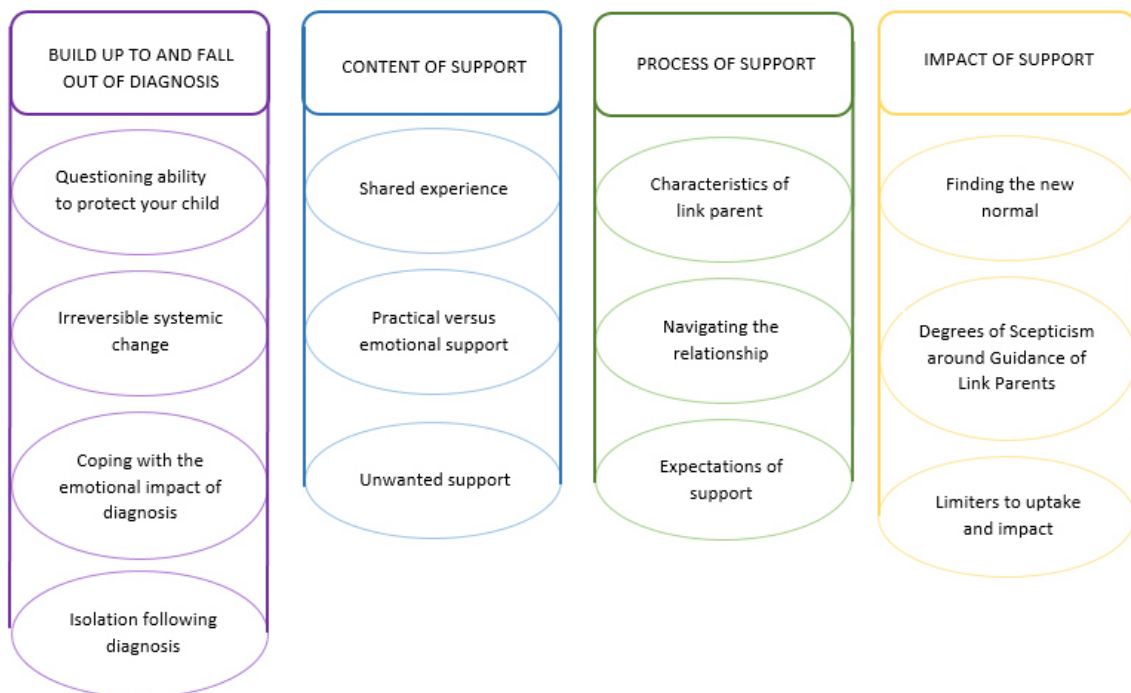 BUILD UP TO AND FALL
OUT OF DIAGNOSIS
Questioning ability
to protect your child
Irreversible systemic
change
Coping with the
emotional impact of
diagnosis
Isolation following
diagnosis
CONTENT OF SUPPORT
Shared experience
Practical versus
emotional support
Unwanted support
PROCESS OF SUPPORT
Characteristics of
link parent
Navigating the
relationship
Expectations of
support
IMPACT OF SUPPORT
Finding the new
normal
Degrees of Scepticism
around Guidance of
Link Parents
Limiters to uptake
and impact